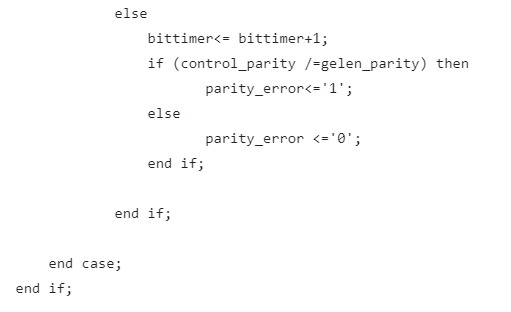 else
bittimer<= bittimer+1;
if (control_parity /=gelen_parity) then
parity_error<='1';
else
parity_error <='0';
end if;
end if;
end case;
end if;